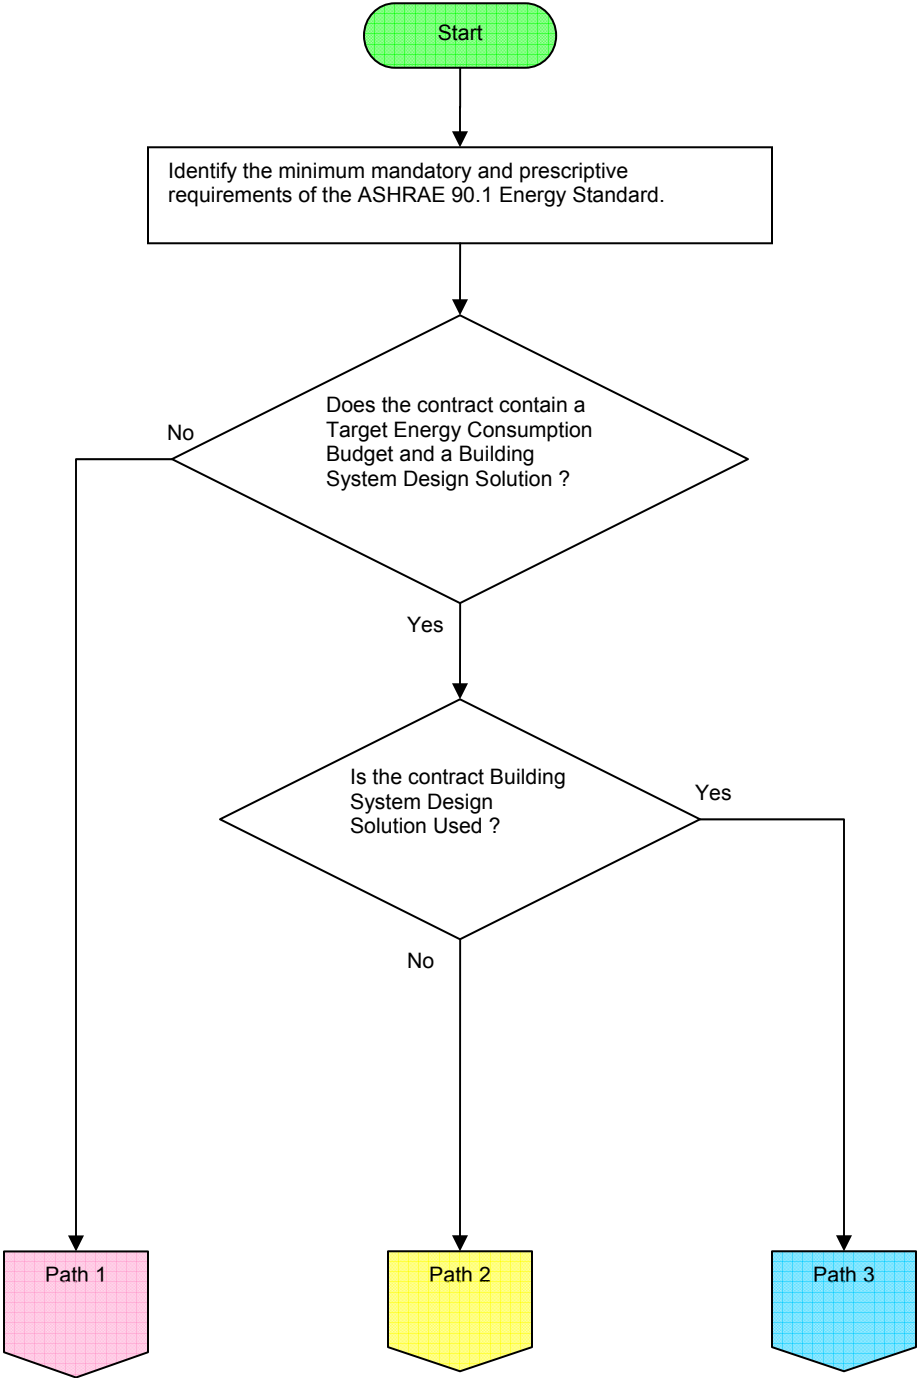 Start
Identify the minimum mandatory and prescriptive
requirements of the ASHRAE 90.1 Energy Standard.
Does the contract contain a
Target Energy Consumption
Budget and a Building
System Design Solution ?
No
Yes
Is the contract Building
System Design
Solution Used ?
Yes
No
Path 1
Path 2
Path 3